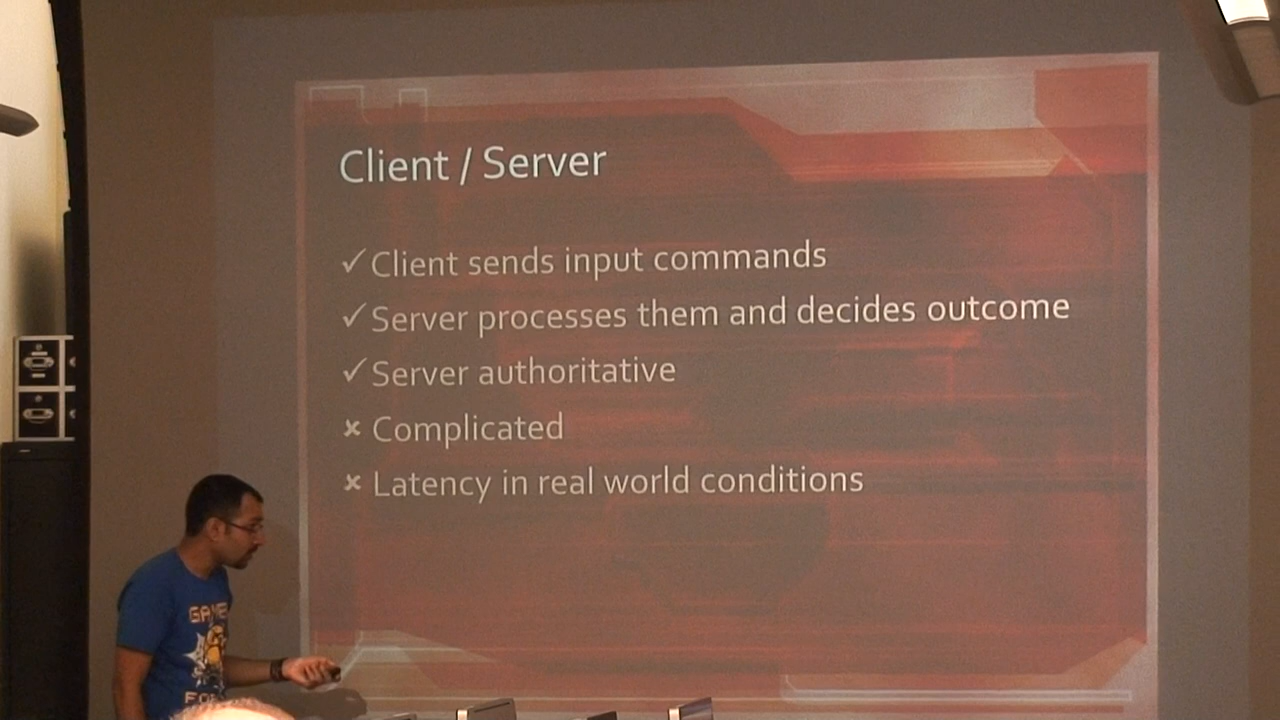 Client / Server
✓ Client sends input commands
✓ Server processes them and decides outcome
✓ Server authoritative
× Complicated
× Latency in real world conditions